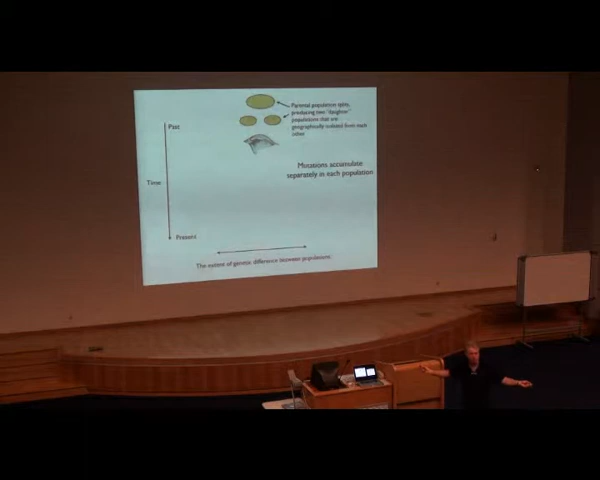 Parental population splits,
producing two "daughter"
populations that are
geographically isolated from each
other
Past
Mutations accumulate
separately in each population
Time
Present
The extent of genetic difference between populations